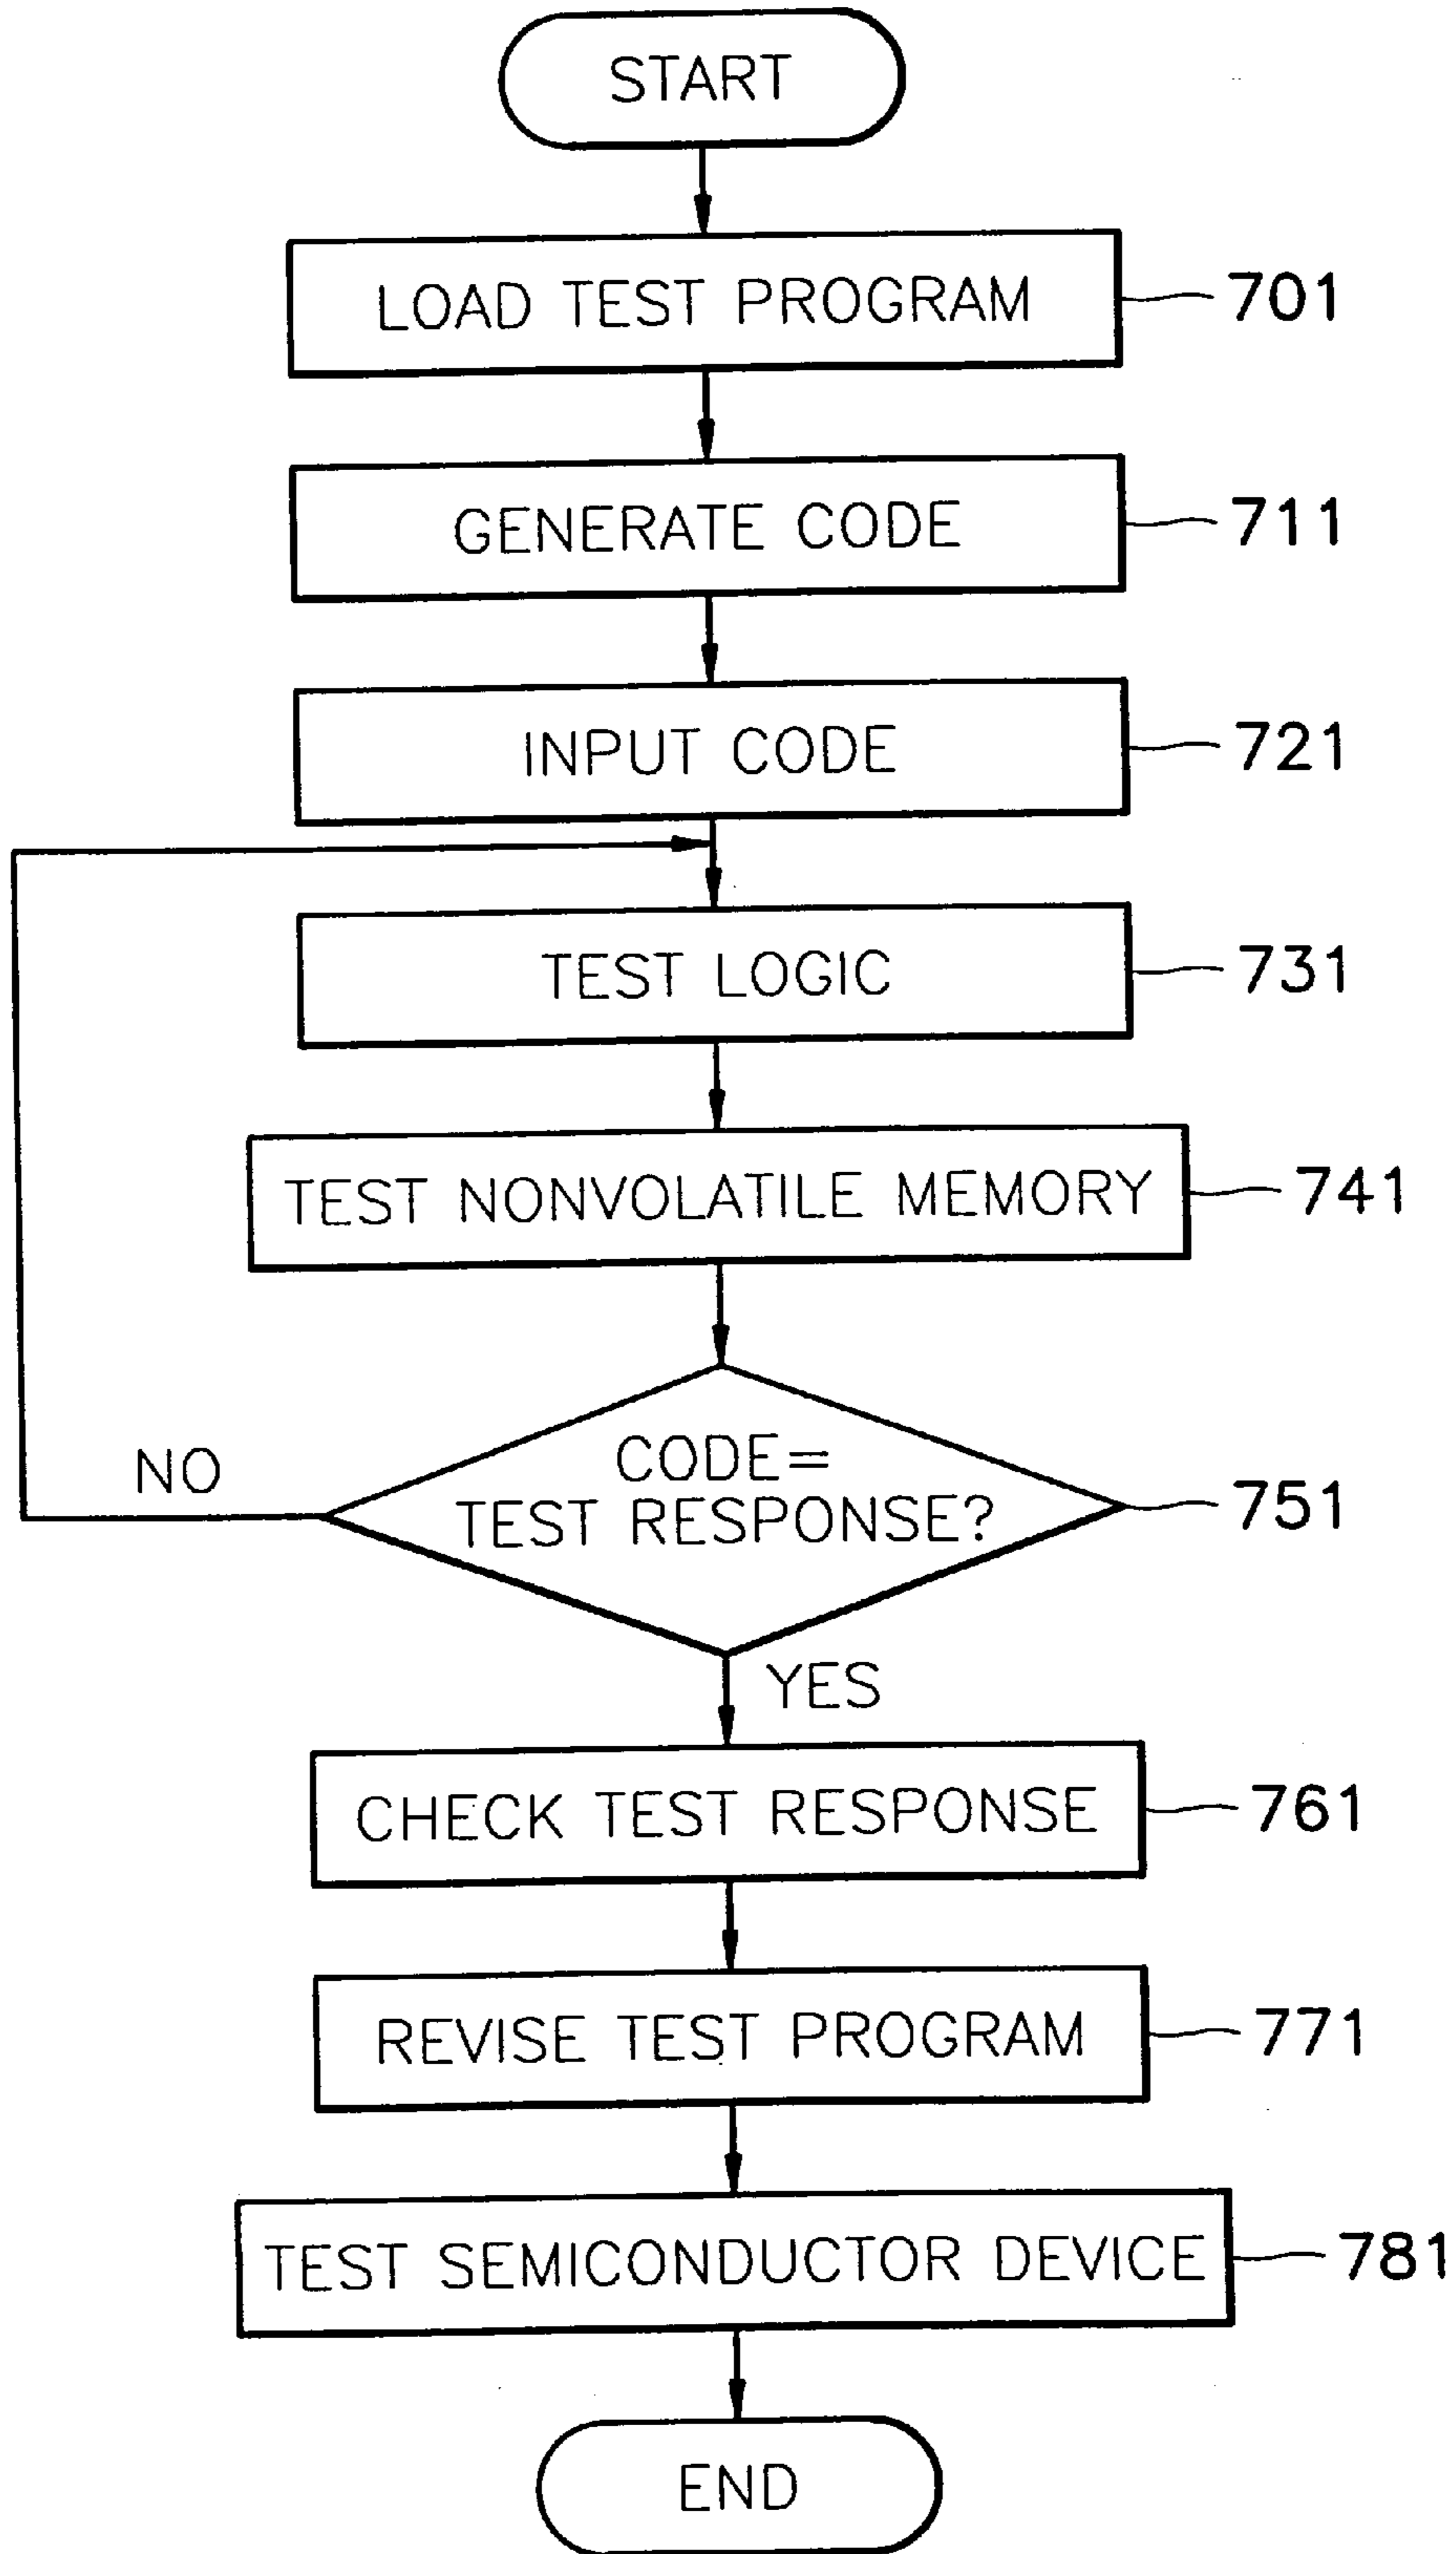 START
LOAD TEST PROGRAM
701
GENERATE CODE
711
INPUT CODE
721
TEST LOGIC
731
TEST NONVOLATILE MEMORY
741
CODE=
TEST RESPONSE?
751
NO
YES
CHECK TEST RESPONSE
761
REVISE TEST PROGRAM
771
TEST SEMICONDUCTOR DEVICE
781
END